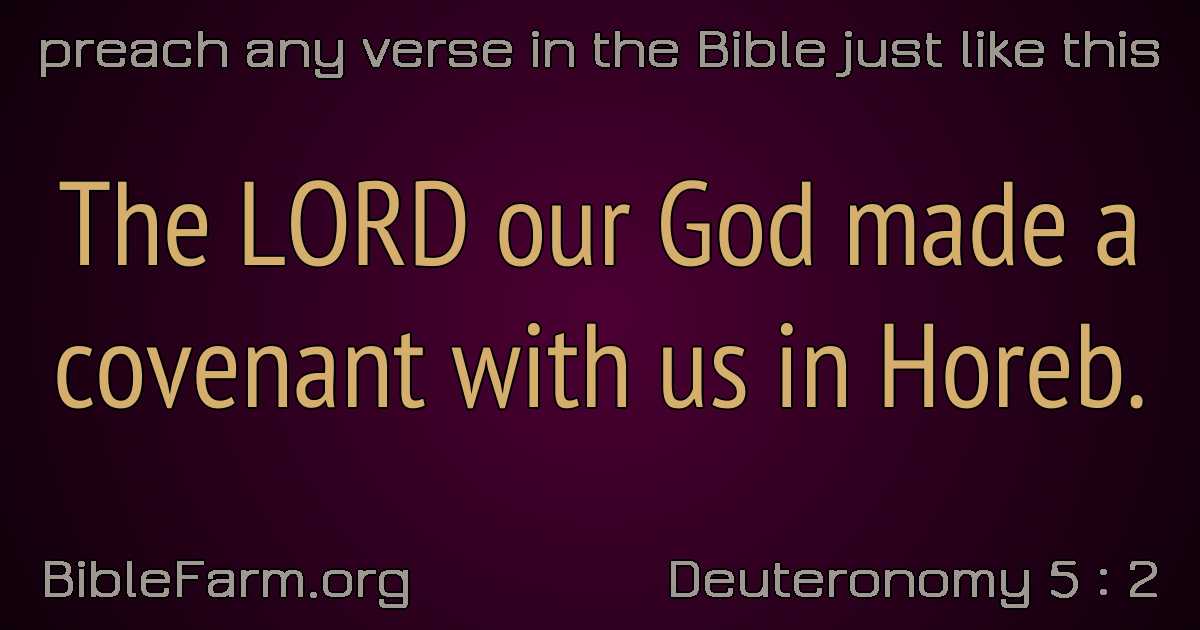 preach any verse in the Bible just like this
The LORD our God made a
covenant with us in Horeb.
BibleFarm.org
Deuteronomy 5 : 2